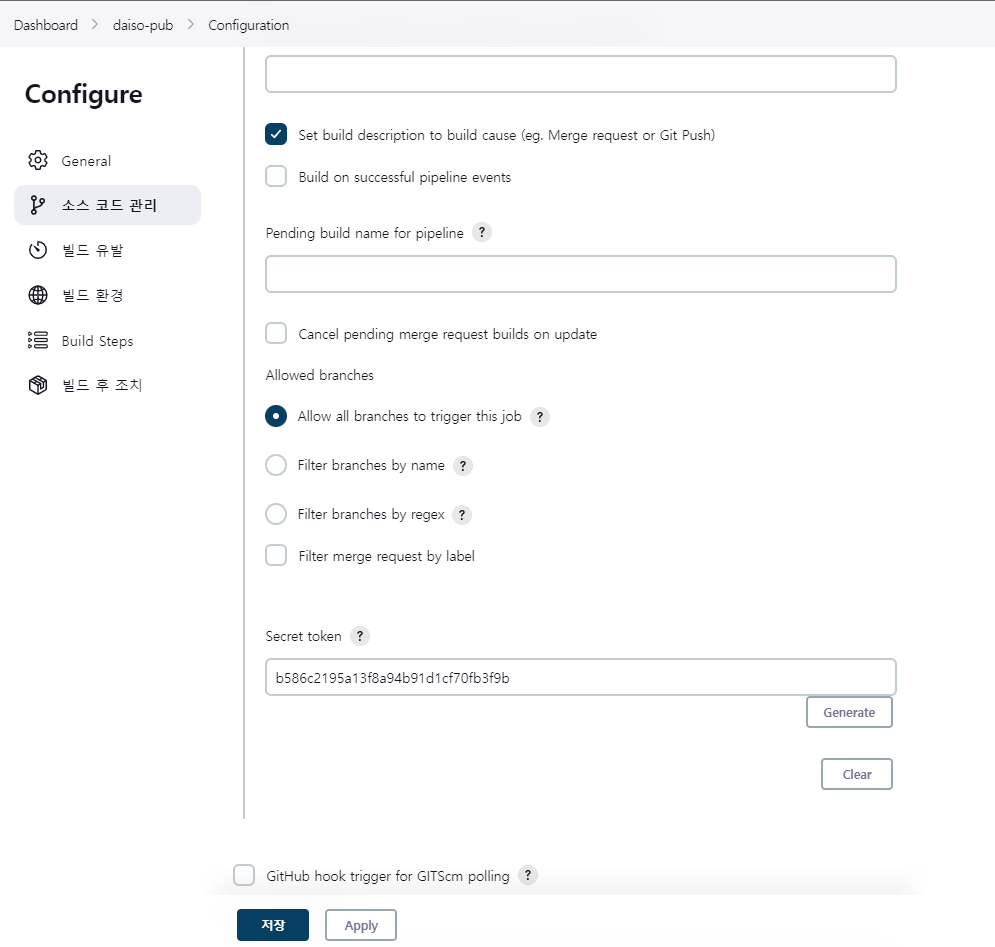 Dashboard > daiso-pub > Configuration
Configure
General
소스 코드 관리
빌드 유발
빌드 환경
Build Steps
빌드 후 조치
Set build description to build cause (eg. Merge request or Git Push)
Build on successful pipeline events
Pending build name for pipeline ?
Cancel pending merge request builds on update
Allowed branches
Allow all branches to trigger this job ?
Filter branches by name ?
Filter branches by regex ?
Filter merge request by label
Secret token ?
b586c2195a13f8a94b91d1cf70fb3f9b
Generate
Clear
GitHub hook trigger for GITScm polling ?
저장 Apply